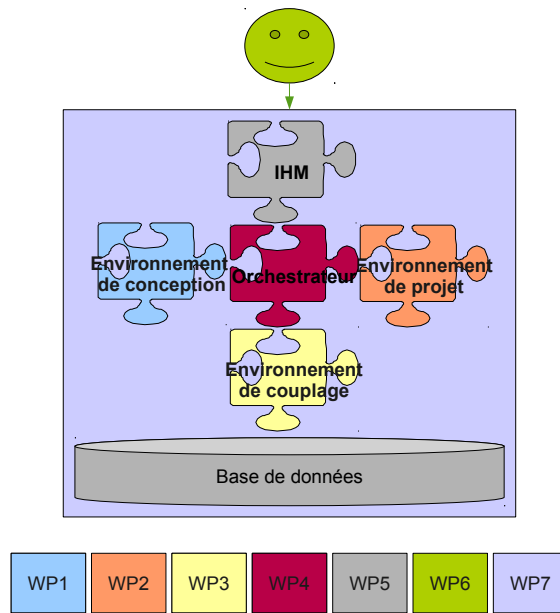 IHM
Environnement
de conception
Orchestrateur
Environnement
de projet
Environnement
de couplage
Base de données
WP1 WP2 WP3 WP4 WP5 WP6 WP7